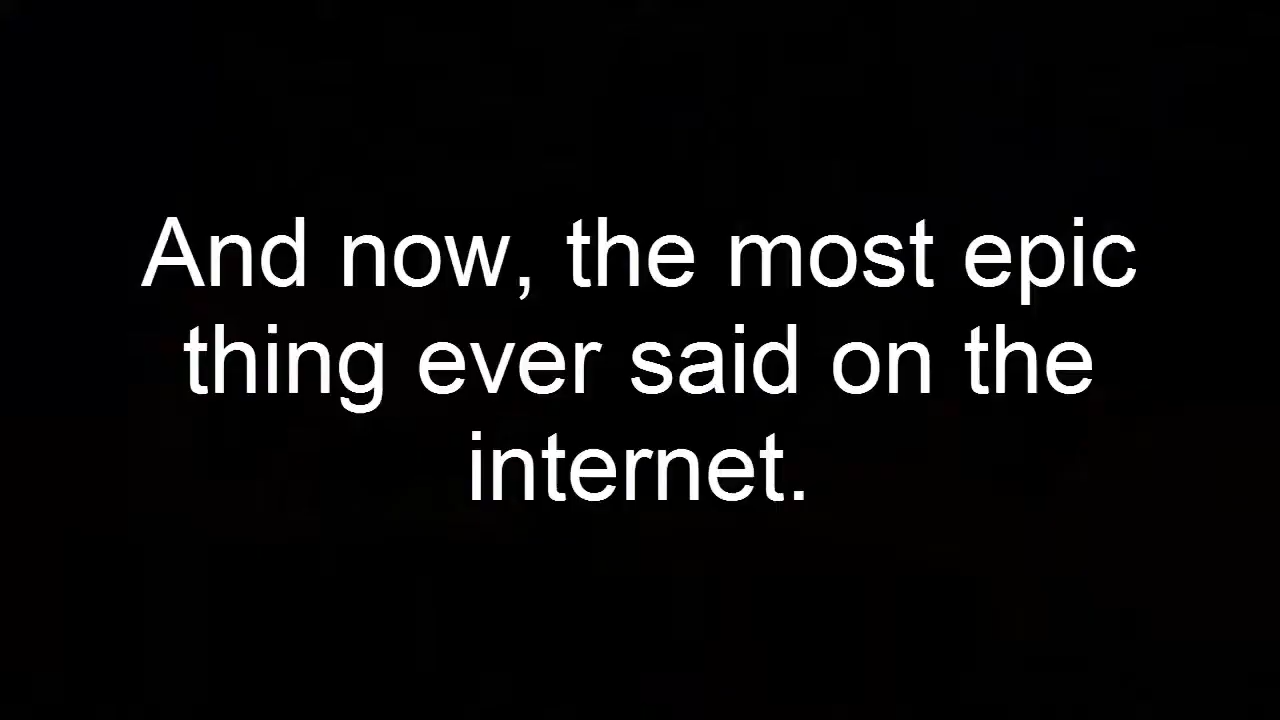 And now, the most epic
thing ever said on the
internet.